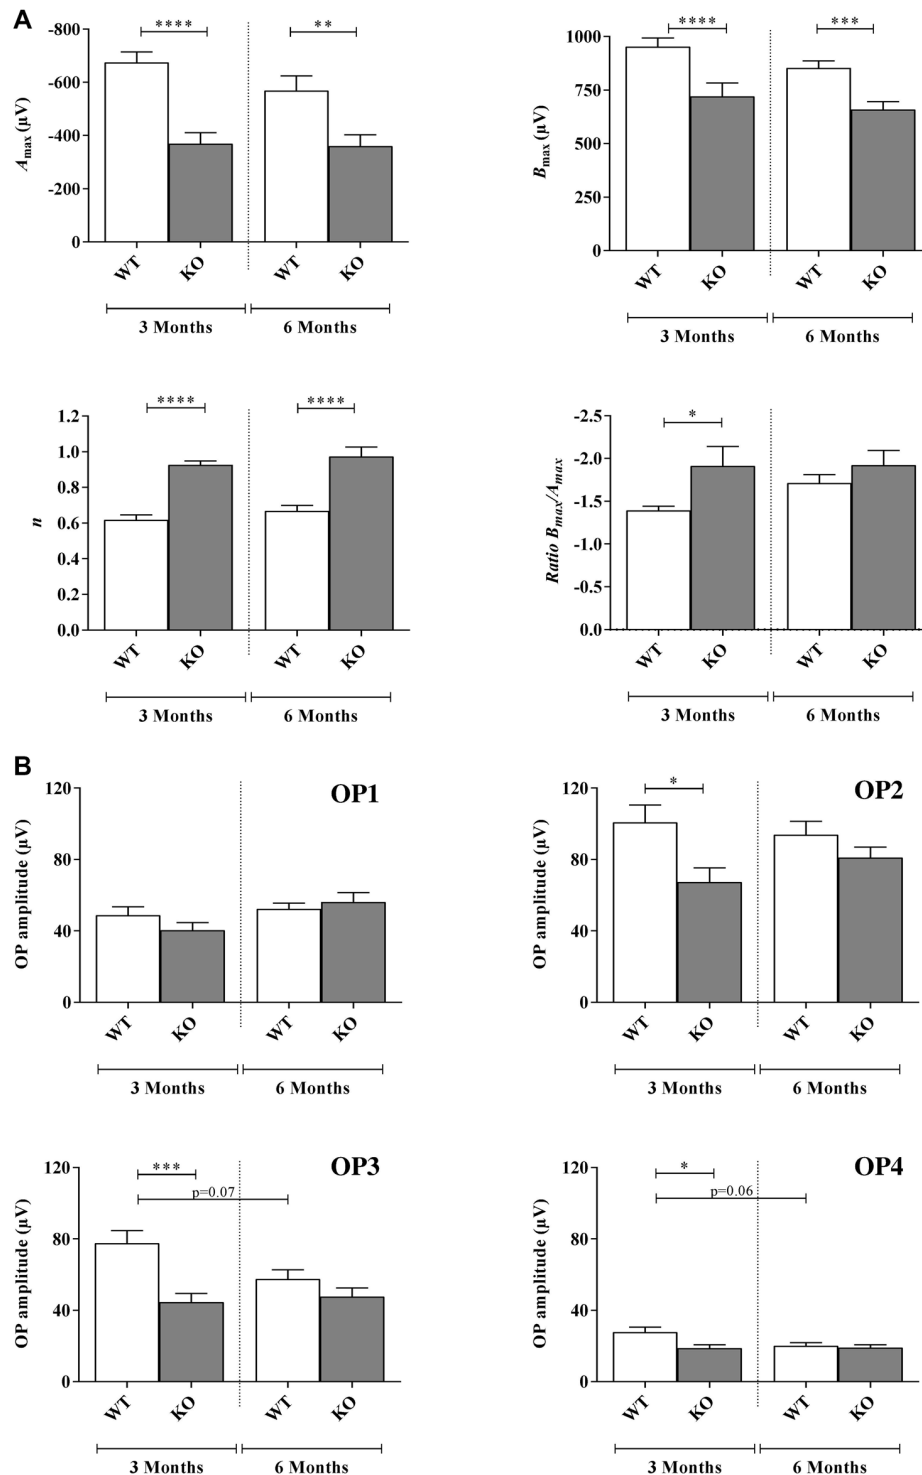 A
-800
-600
-400
-200
0
Amax (μV)
****
**
WT
KO
WT
KO
3 Months
6 Months
1000
750
500
250
0
Bmax (μV)
****
***
WT
KO
WT
KO
3 Months
6 Months
1.2
1.0
0.8
0.6
0.4
0.2
0.0
n
****
****
WT
KO
WT
KO
3 Months
6 Months
-2.5
-2.0
-1.5
-1.0
-0.5
0.0
Ratio Bmax/Amax
*
WT
KO
WT
KO
3 Months
6 Months
B
OP1
120
80
40
0
OP amplitude (μV)
WT
KO
WT
KO
3 Months
6 Months
OP2
120
80
40
0
OP amplitude (μV)
*
WT
KO
WT
KO
3 Months
6 Months
OP3
120
80
40
0
OP amplitude (μV)
***
p=0.07
WT
KO
WT
KO
3 Months
6 Months
OP4
120
80
40
0
OP amplitude (μV)
*
p=0.06
WT
KO
WT
KO
3 Months
6 Months